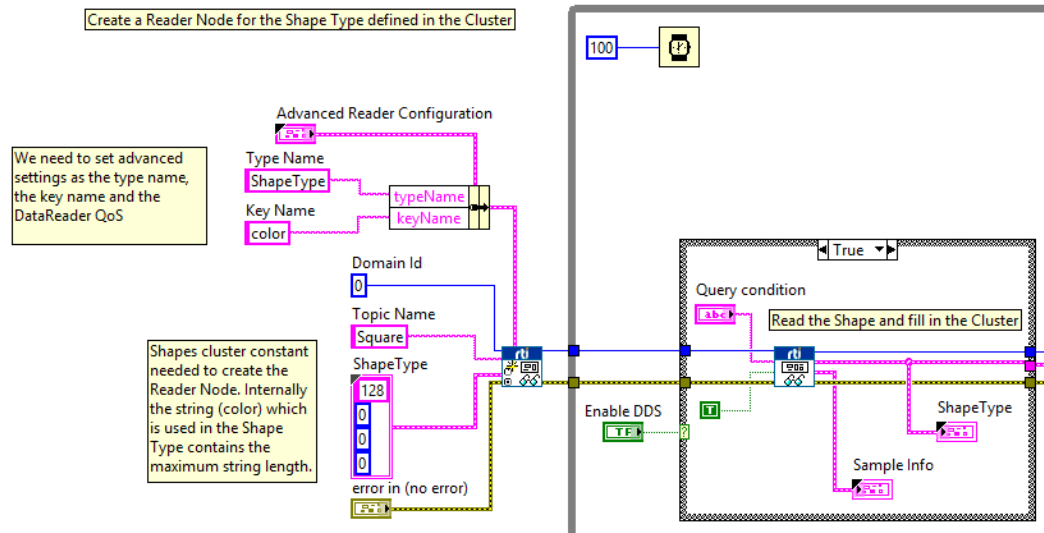 Create a Reader Node for the Shape Type defined in the Cluster
100
Advanced Reader Configuration
We need to set advanced
settings as the type name,
the key name and the
DataReader QoS
Type Name
ShapeType
typeName
Key Name
keyName
color
Domain Id
0
True
Query condition
abc
Topic Name
Square
Read the Shape and fill in the Cluster
rti
rti
Shapes cluster constant
needed to create the
Reader Node. Internally
the string (color) which
is used in the Shape
Type contains the
maximum string length.
ShapeType
128
0
0
0
Enable DDS
TF
?
T
ShapeType
Sample Info
error in (no error)